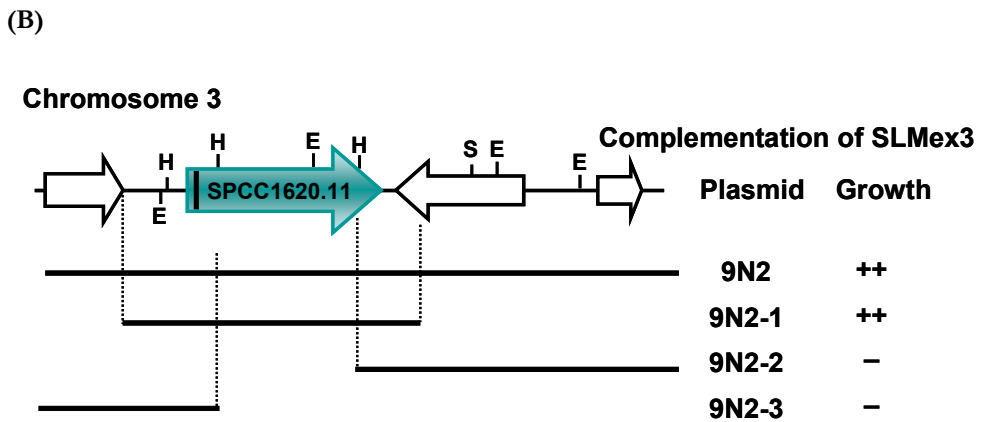 (B)
Chromosome 3
Complementation of SLMex3
H H E H S E E
E
SPCC1620.11
Plasmid Growth
9N2 ++
9N2-1 ++
9N2-2 –
9N2-3 –